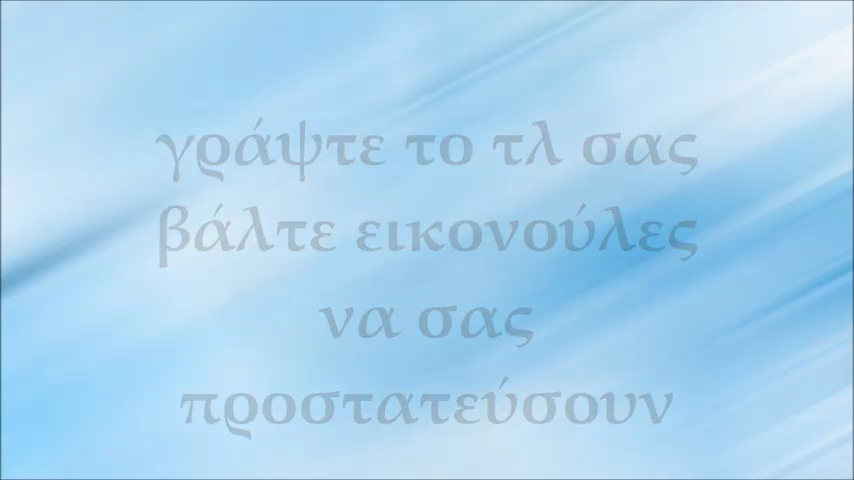 γράψτε το τλ σας
βάλτε εικονούλες
να σας
προστατεύσουν